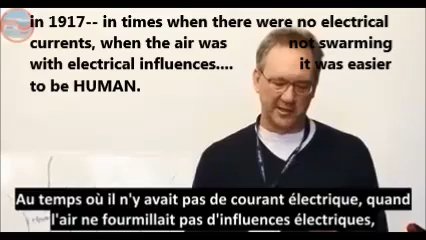 in 1917-- in times when there were no electrical
currents, when the air was not swarming
with electrical influences.... it was easier
to be HUMAN.
Au temps où il n'y avait pas de courant électrique, quand
l'air ne fourmillait pas d'influences électriques,